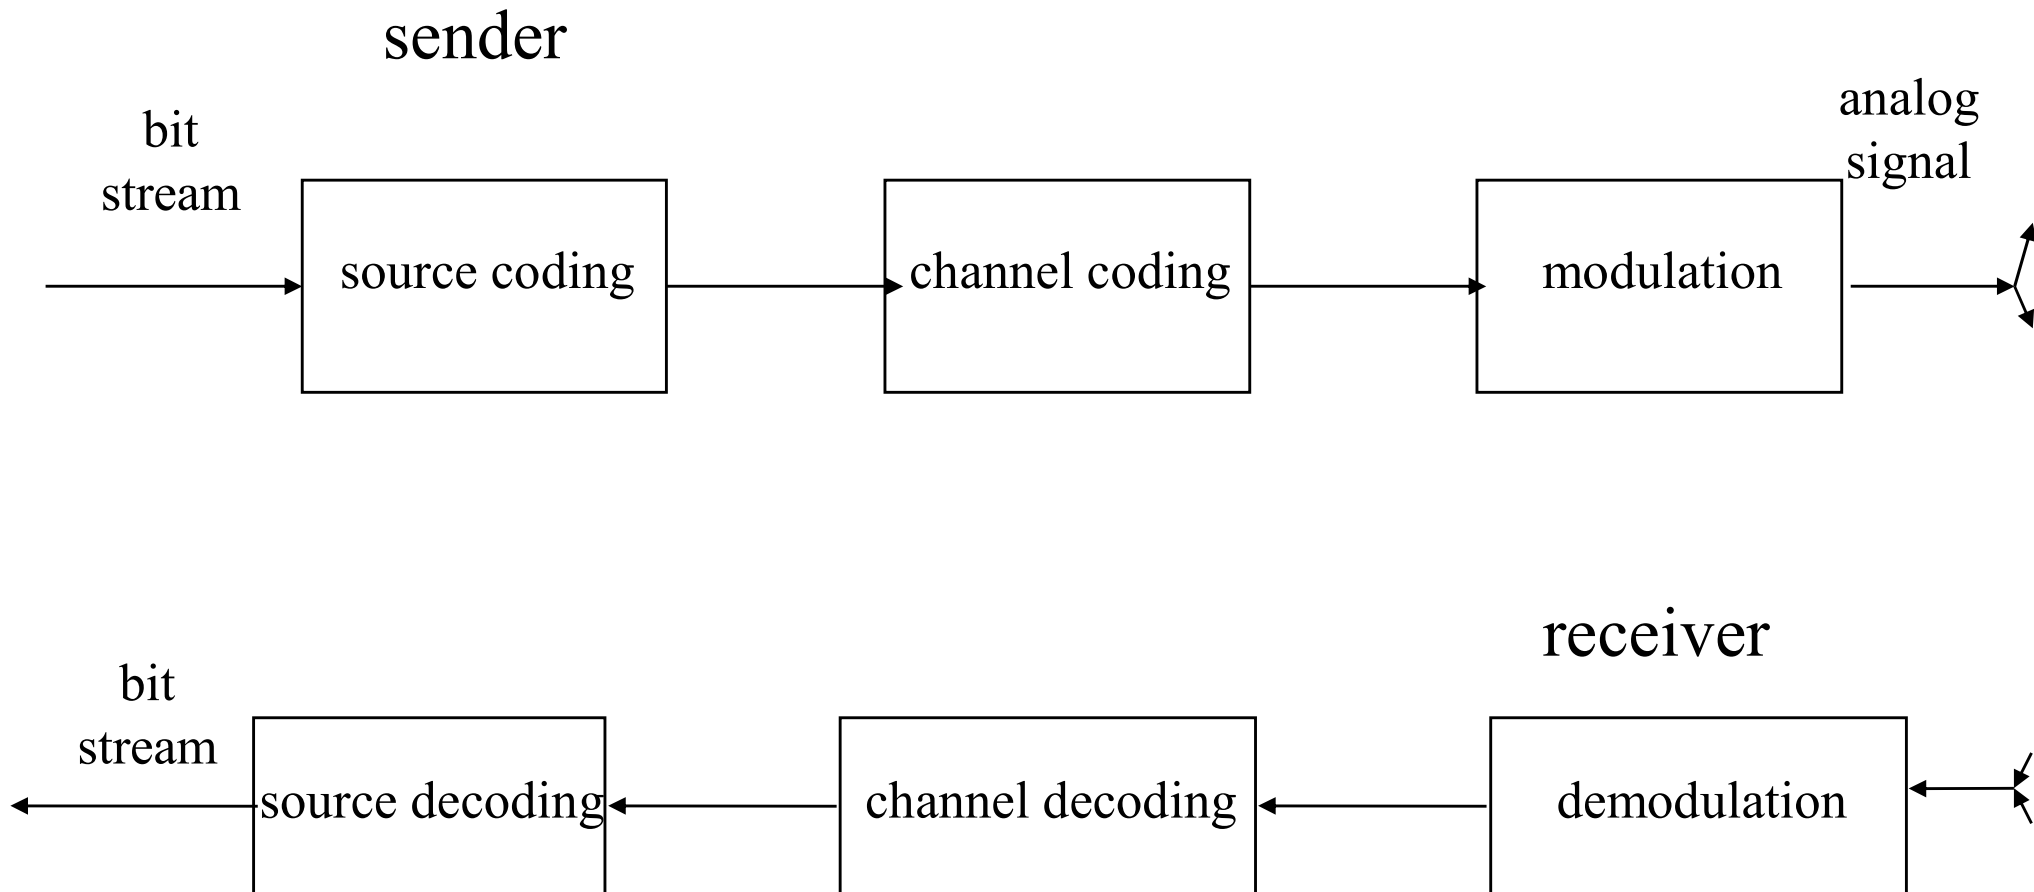 sender
bit
stream
analog
signal
source coding
channel coding
modulation
receiver
bit
stream
source decoding
channel decoding
demodulation